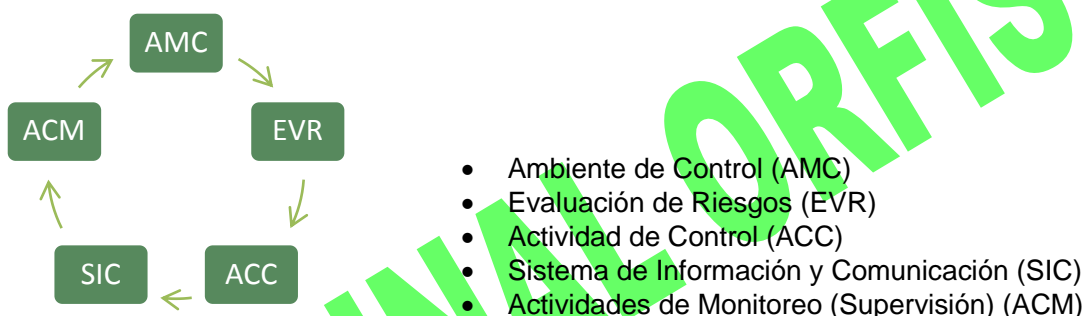 AMC
ACM
EVR
SIC
ACC
• Ambiente de Control (AMC)
• Evaluación de Riesgos (EVR)
• Actividad de Control (ACC)
• Sistema de Información y Comunicación (SIC)
• Actividades de Monitoreo (Supervisión) (ACM)